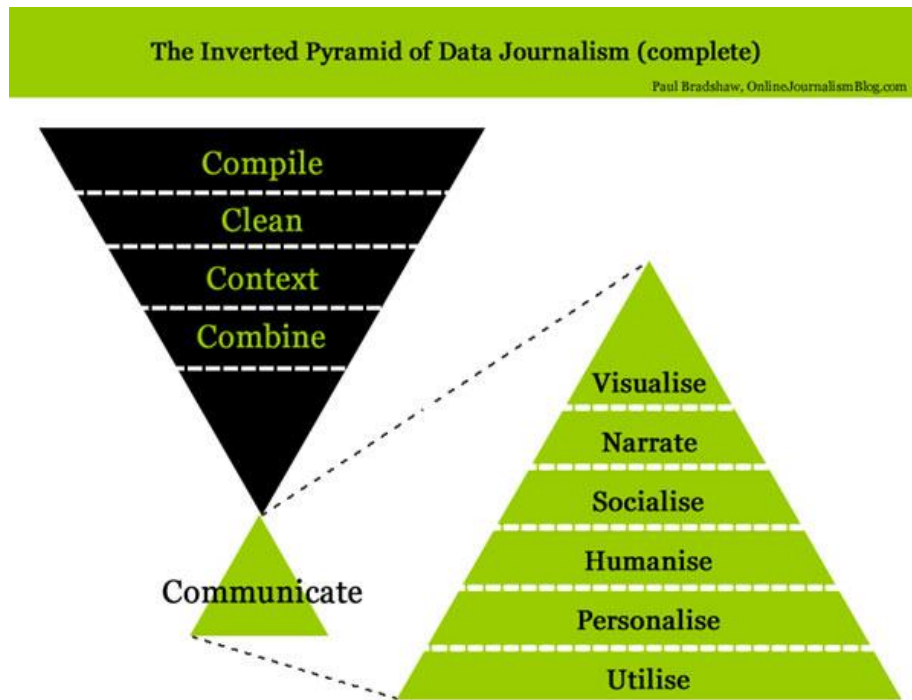 The Inverted Pyramid of Data Journalism (complete)
Paul Bradshaw, OnlineJournalismBlog.com
Compile
Clean
Context
Combine
Communicate
Visualise
Narrate
Socialise
Humanise
Personalise
Utilise